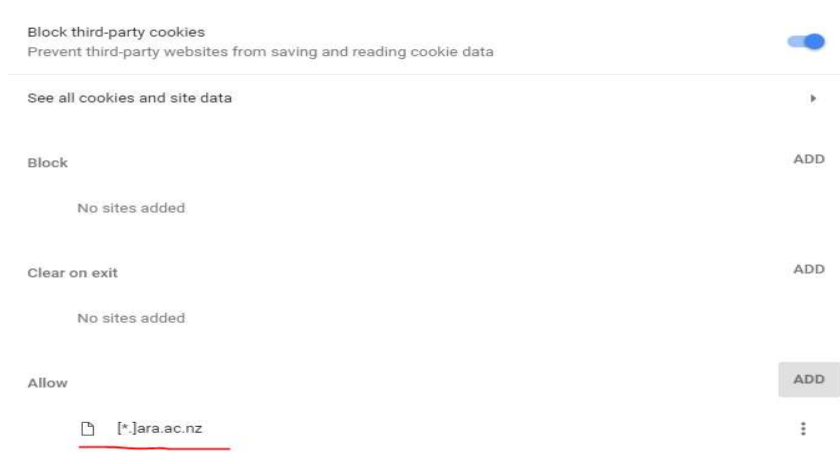 Block third-party cookies
Prevent third-party websites from saving and reading cookie data
See all cookies and site data
Block ADD
No sites added
Clear on exit ADD
No sites added
Allow ADD
[*.]ara.ac.nz